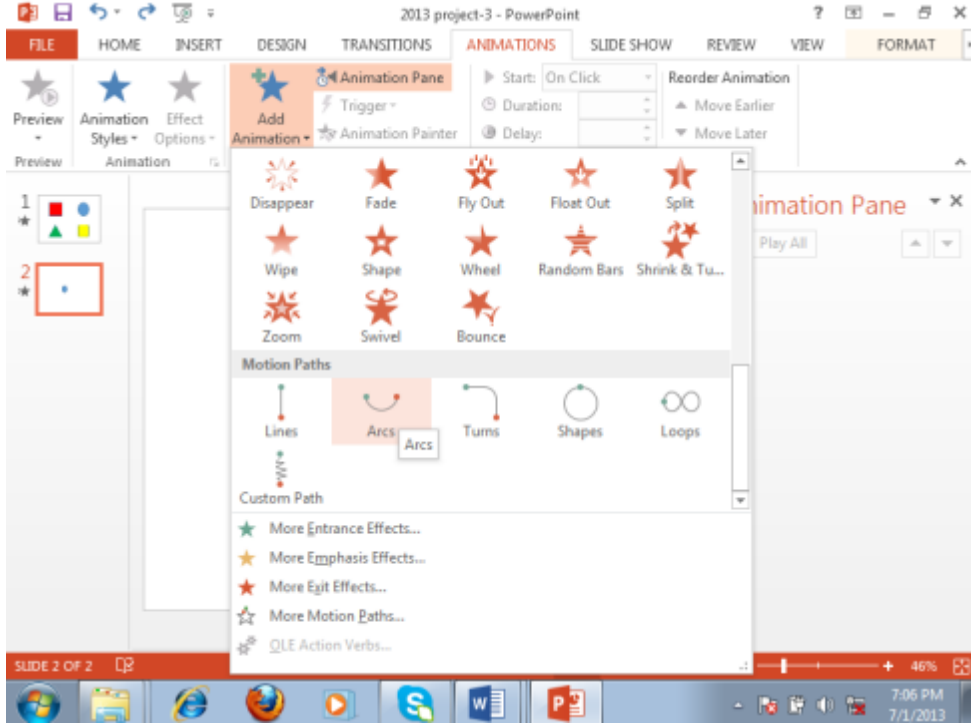 2013 project-3 - PowerPoint
FILE HOME INSERT DESIGN TRANSITIONS ANIMATIONS SLIDE SHOW REVIEW VIEW FORMAT
Preview
Animation Styles
Effect Options
Add Animation
Animation Pane
Trigger
Animation Painter
Start: On Click
Duration:
Delay:
Reorder Animation
Move Earlier
Move Later
Preview Animation
Disappear Fade Fly Out Float Out Split
Wipe Shape Wheel Random Bars Shrink & Tu...
Zoom Swivel Bounce
Motion Paths
Lines Arcs Turns Shapes Loops
Arcs
Custom Path
More Entrance Effects...
More Emphasis Effects...
More Exit Effects...
More Motion Paths...
OLE Action Verbs...
1
2
nimation Pane
Play All
SLIDE 2 OF 2
46%
7:06 PM
7/1/2013